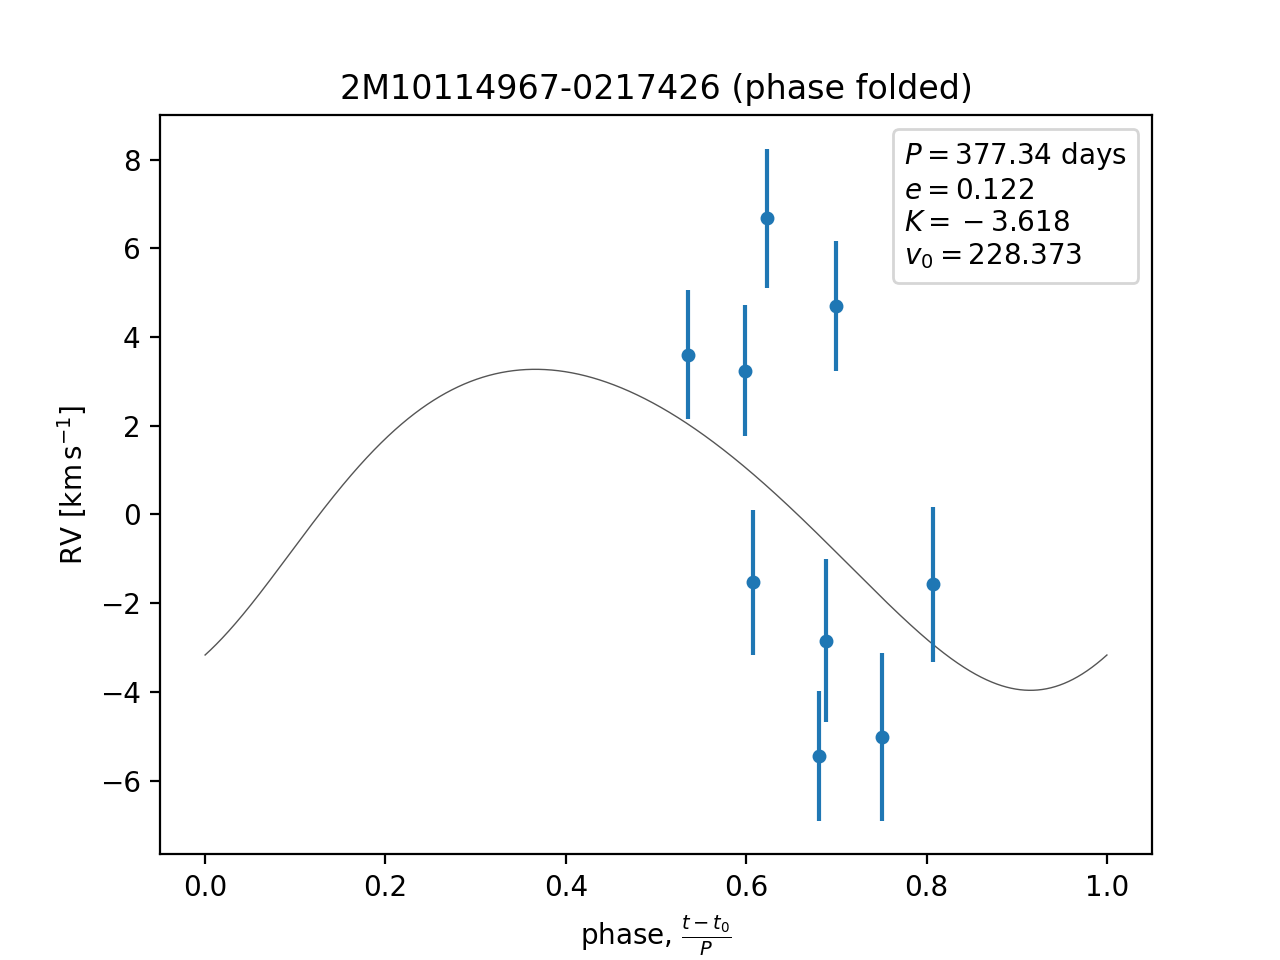 2M10114967-0217426 (phase folded)
P = 377.34 days
e = 0.122
K = −3.618
v₀ = 228.373
RV [km s⁻¹]
8
6
4
2
0
−2
−4
−6
0.0 0.2 0.4 0.6 0.8 1.0
phase, (t − t₀)/P